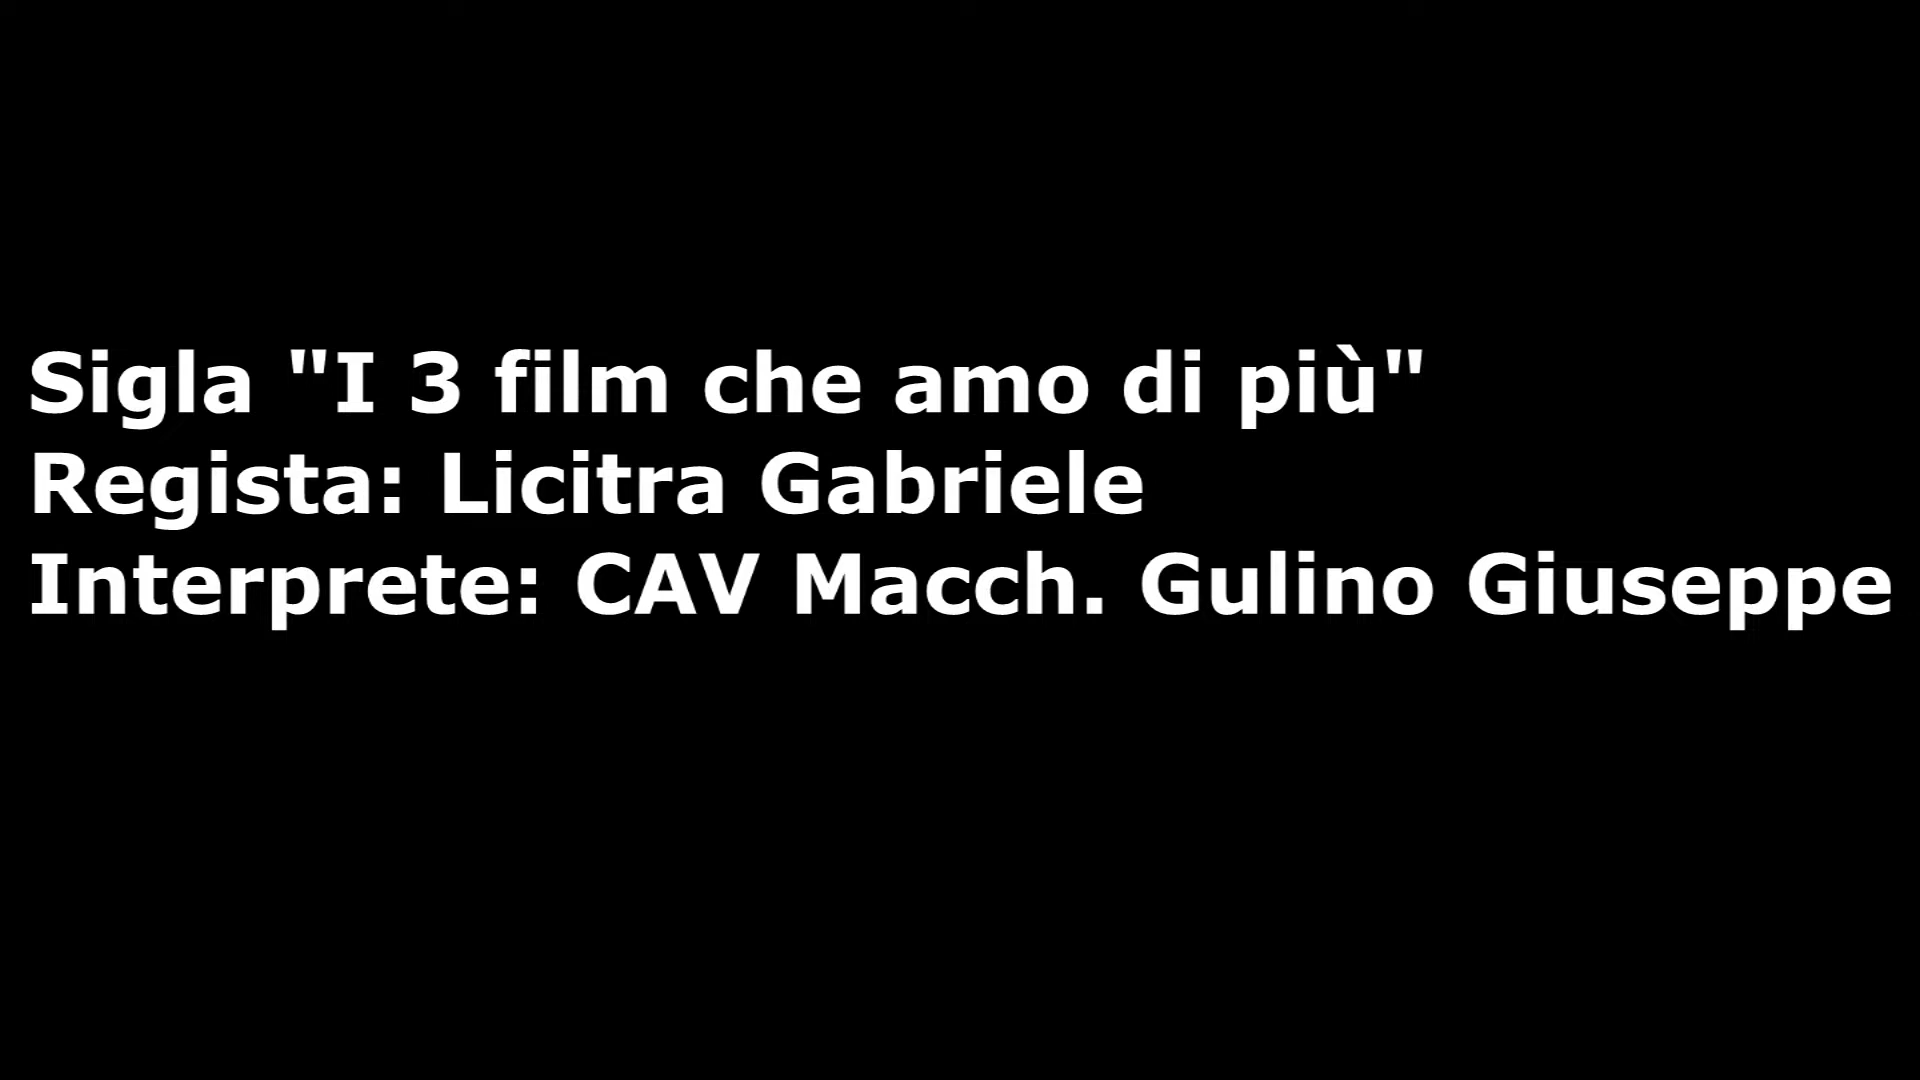 Sigla "I 3 film che amo di più"
Regista: Licitra Gabriele
Interprete: CAV Macch. Gulino Giuseppe